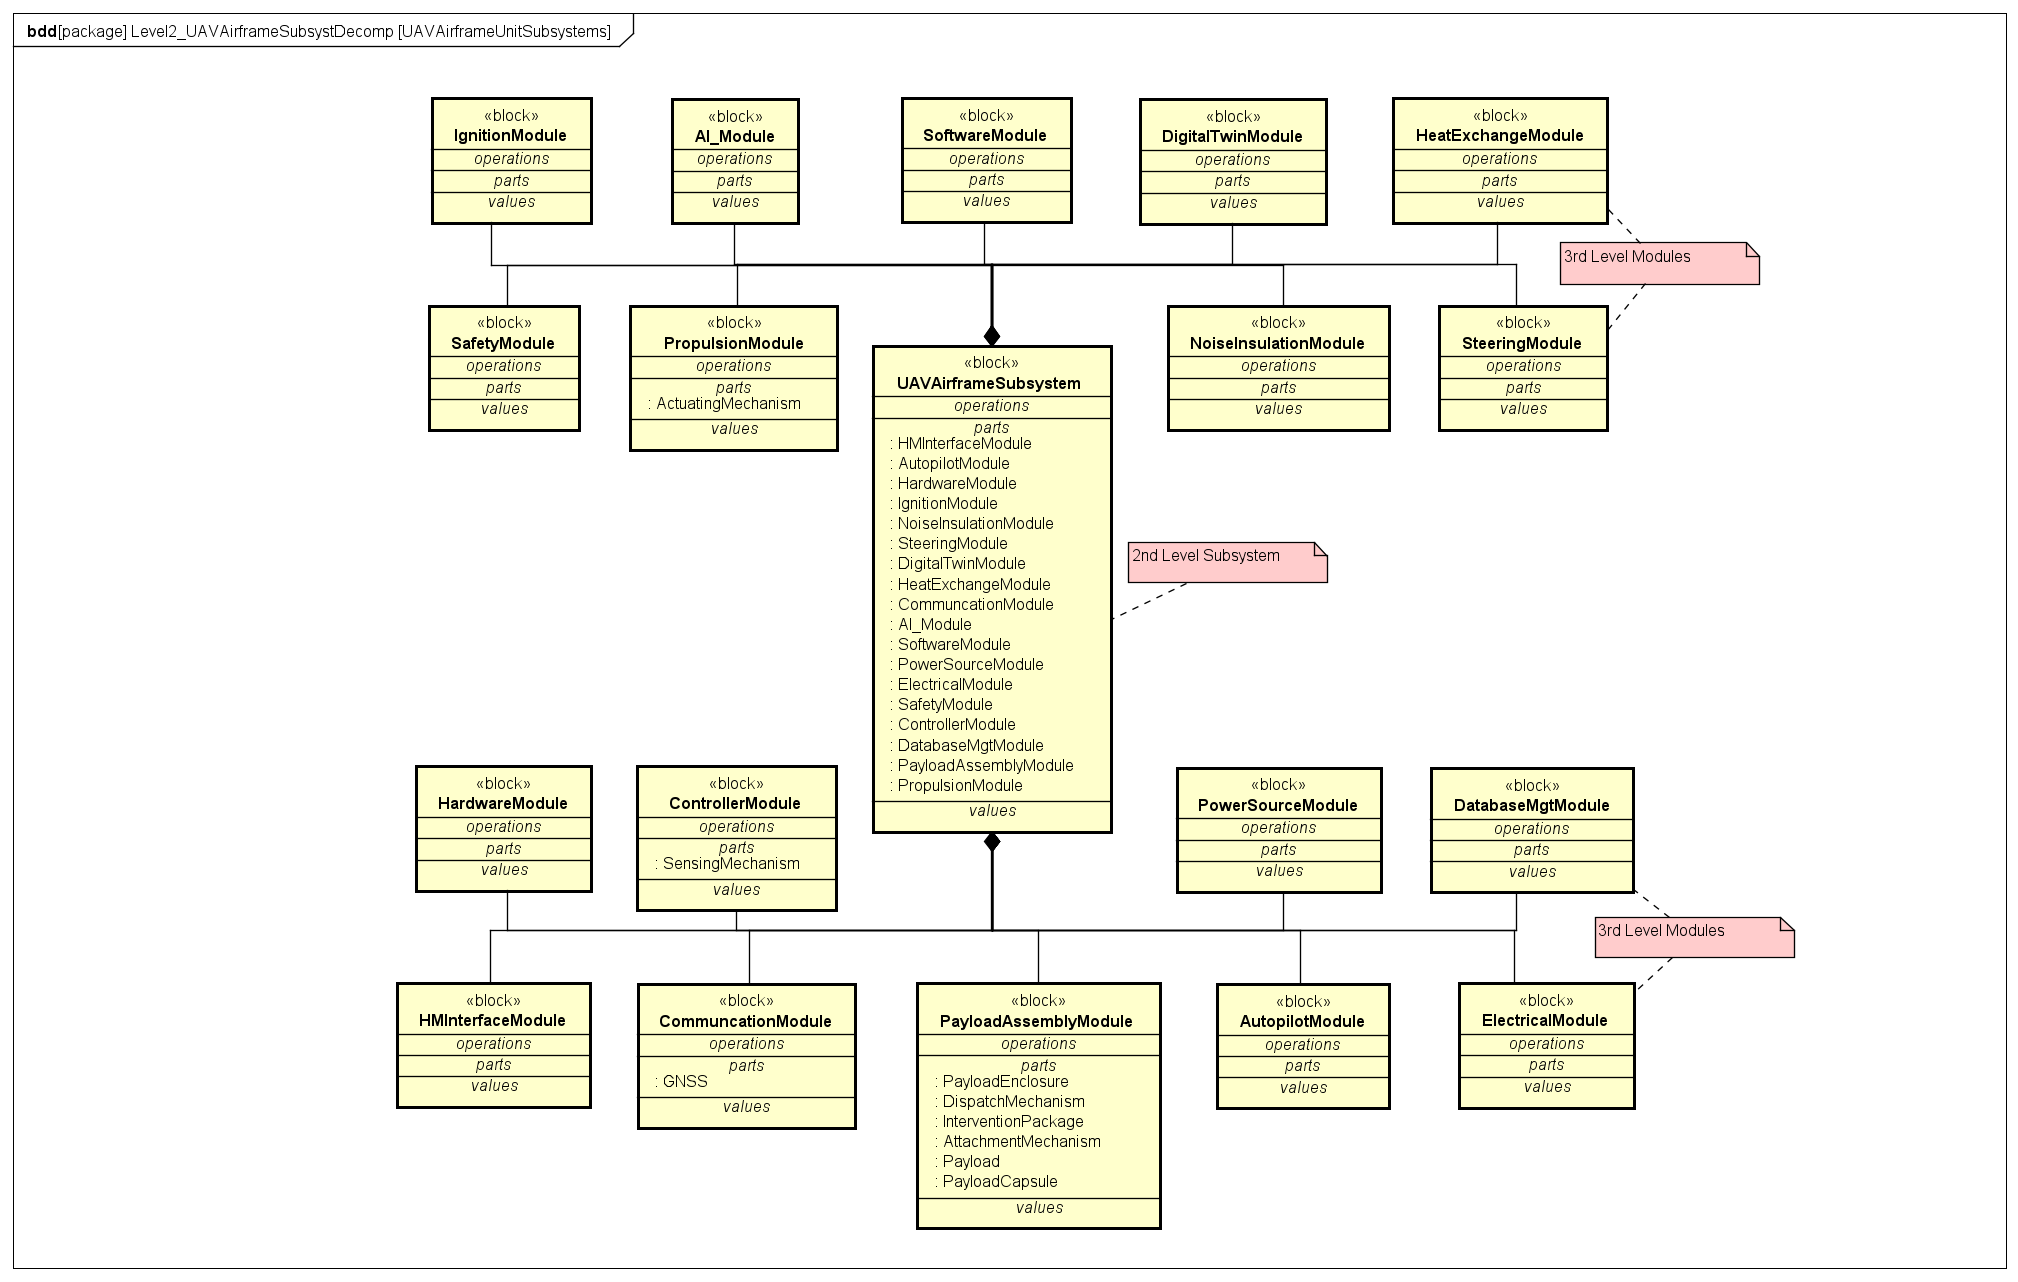 bdd[package] Level2_UAVAirframeSubsystDecomp [UAVAirframeUnitSubsystems]
«block»
IgnitionModule
operations
parts
values
«block»
AI_Module
operations
parts
values
«block»
SoftwareModule
operations
parts
values
«block»
DigitalTwinModule
operations
parts
values
«block»
HeatExchangeModule
operations
parts
values
3rd Level Modules
«block»
SafetyModule
operations
parts
values
«block»
PropulsionModule
operations
parts
: ActuatingMechanism
values
«block»
UAVAirframeSubsystem
operations
parts
: HMInterfaceModule
: AutopilotModule
: HardwareModule
: IgnitionModule
: NoiseInsulationModule
: SteeringModule
: DigitalTwinModule
: HeatExchangeModule
: CommuncationModule
: AI_Module
: SoftwareModule
: PowerSourceModule
: ElectricalModule
: SafetyModule
: ControllerModule
: DatabaseMgtModule
: PayloadAssemblyModule
: PropulsionModule
values
«block»
NoiseInsulationModule
operations
parts
values
«block»
SteeringModule
operations
parts
values
2nd Level Subsystem
«block»
HardwareModule
operations
parts
values
«block»
ControllerModule
operations
parts
: SensingMechanism
values
«block»
PowerSourceModule
operations
parts
values
«block»
DatabaseMgtModule
operations
parts
values
3rd Level Modules
«block»
HMInterfaceModule
operations
parts
values
«block»
CommuncationModule
operations
parts
: GNSS
values
«block»
PayloadAssemblyModule
operations
parts
: PayloadEnclosure
: DispatchMechanism
: InterventionPackage
: AttachmentMechanism
: Payload
: PayloadCapsule
values
«block»
AutopilotModule
operations
parts
values
«block»
ElectricalModule
operations
parts
values